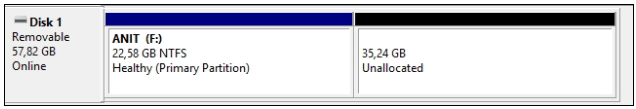 Disk 1
Removable
57,82 GB
Online
ANIT (F:)
22,58 GB NTFS
Healthy (Primary Partition)
35,24 GB
Unallocated